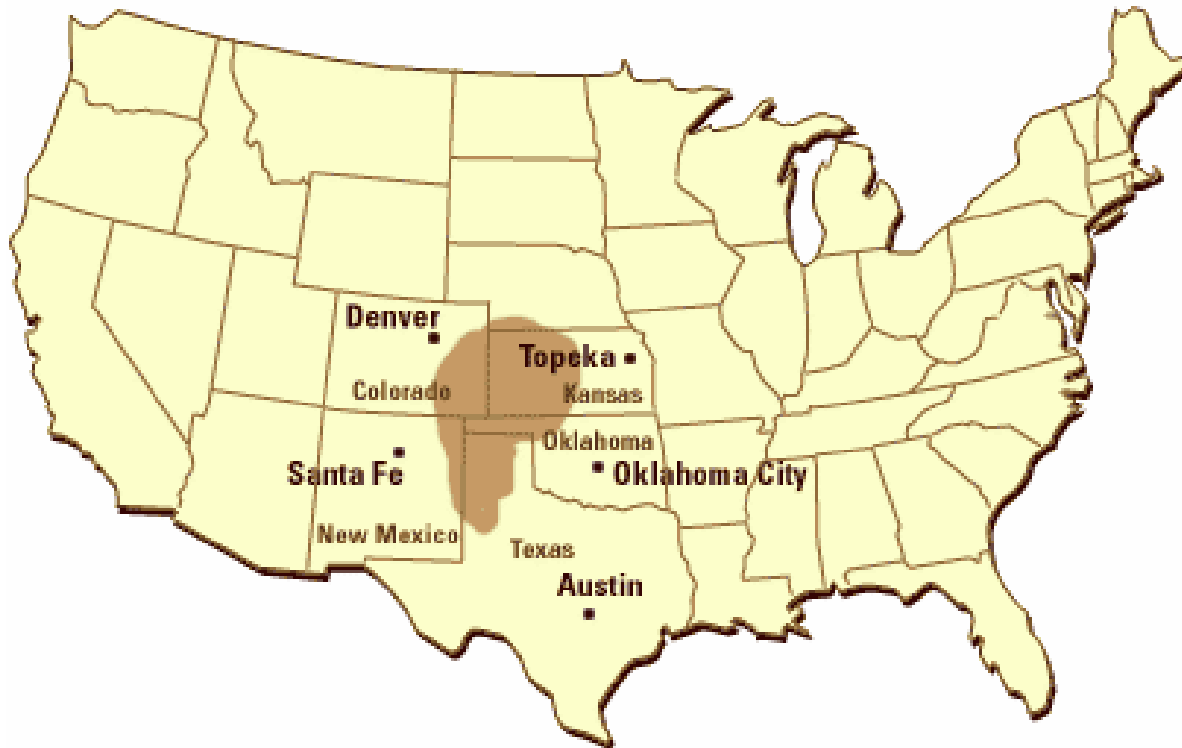 Denver
Topeka
Colorado
Kansas
Oklahoma
Santa Fe
Oklahoma City
New Mexico
Texas
Austin